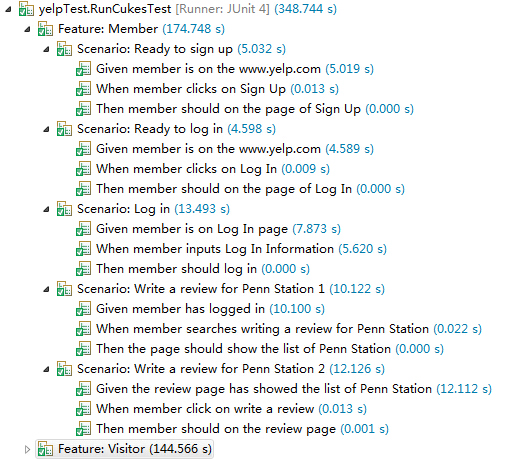 yelpTest.RunCukesTest [Runner: JUnit 4] (348.744 s)
Feature: Member (174.748 s)
Scenario: Ready to sign up (5.032 s)
Given member is on the www.yelp.com (5.019 s)
When member clicks on Sign Up (0.013 s)
Then member should on the page of Sign Up (0.000 s)
Scenario: Ready to log in (4.598 s)
Given member is on the www.yelp.com (4.589 s)
When member clicks on Log In (0.009 s)
Then member should on the page of Log In (0.000 s)
Scenario: Log in (13.493 s)
Given member is on Log In page (7.873 s)
When member inputs Log In Information (5.620 s)
Then member should log in (0.000 s)
Scenario: Write a review for Penn Station 1 (10.122 s)
Given member has logged in (10.100 s)
When member searches writing a review for Penn Station (0.022 s)
Then the page should show the list of Penn Station (0.000 s)
Scenario: Write a review for Penn Station 2 (12.126 s)
Given the review page has showed the list of Penn Station (12.112 s)
When member click on write a review (0.013 s)
Then member should on the review page (0.001 s)
Feature: Visitor (144.566 s)